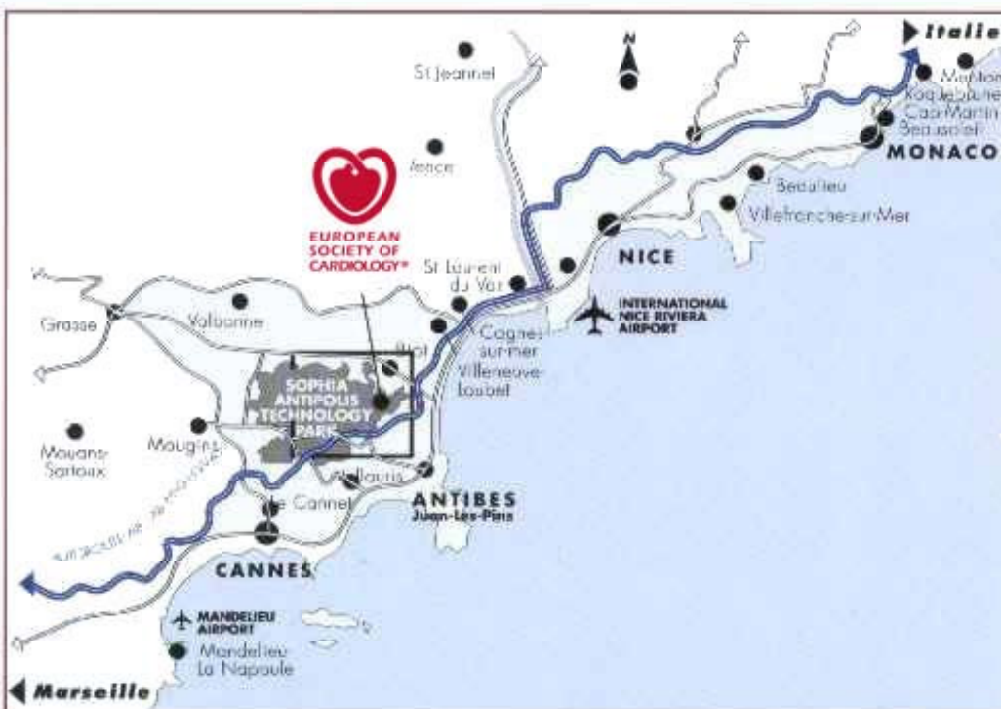 Italie
N
St Jeannet
Menton
Roquebrune
Cap-Martin
Beausoleil
MONACO
Vence
Beaulieu
Villefranche-sur-Mer
EUROPEAN
SOCIETY OF
CARDIOLOGY®
NICE
St Laurent
du Var
INTERNATIONAL
NICE RIVIERA
AIRPORT
Valbonne
Grasse
Cagnes
sur-mer
Biot
Villeneuve-
Loubet
SOPHIA
ANTIPOLIS
TECHNOLOGY
PARK
Mouans-
Sartoux
Mougins
Vallauris
ANTIBES
Juan-Les-Pins
Le Cannet
CANNES
MANDELIEU
AIRPORT
Mandelieu
La Napoule
Marseille